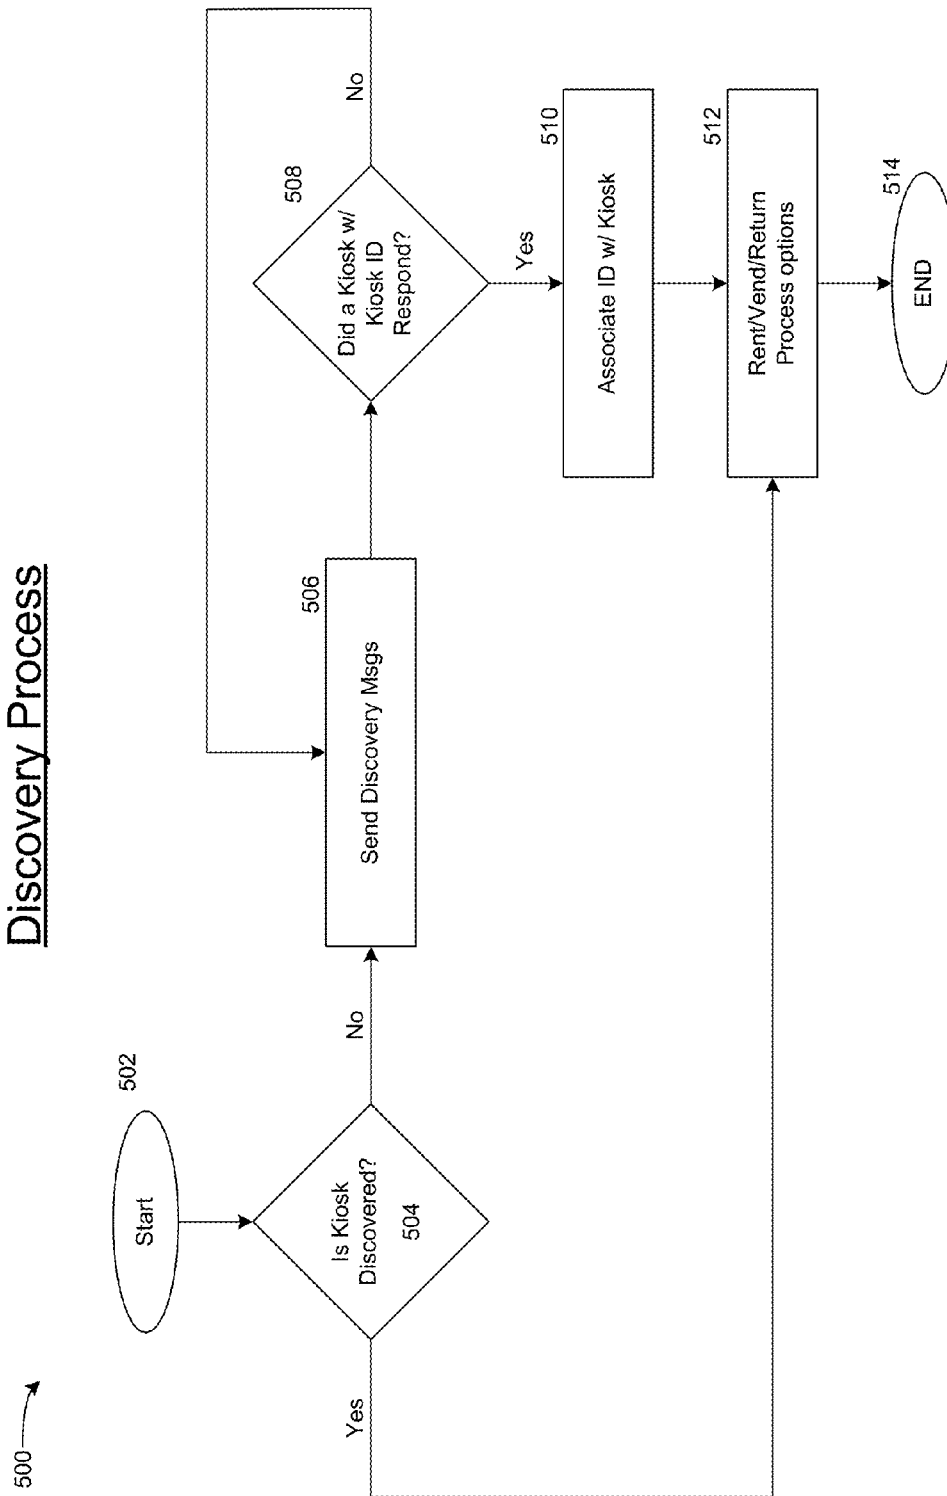 Discovery Process
500
Start
502
Is Kiosk
Discovered?
504
Yes
No
506
Send Discovery Msgs
508
Did a Kiosk w/
Kiosk ID
Respond?
No
Yes
510
Associate ID w/ Kiosk
512
Rent/Vend/Return
Process options
514
END